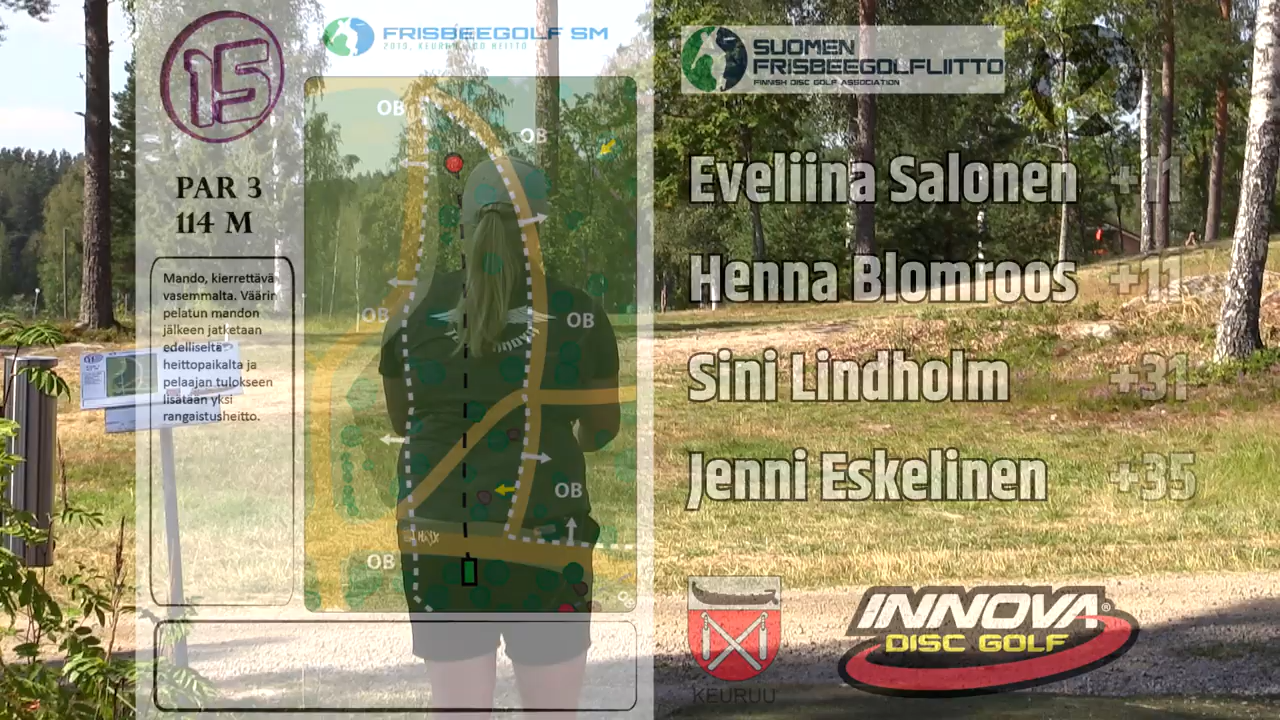 15
FRISBEEGOLF SM
2015, KEURUU, OO HEITTO
PAR 3
114 M
Mando, kierrettävä
vasemmalta. Väärin
pelatun mandon
jälkeen jatketaan
edelliseltä
heittopaikalta ja
pelaajan tulokseen
lisätään yksi
rangaistusheitto.
OB
OB
OB
OB
OB
OB
OB
SUOMEN
FRISBEEGOLFLIITTO
FINNISH DISC GOLF ASSOCIATION
Eveliina Salonen +11
Henna Blomroos +11
Sini Lindholm +31
Jenni Eskelinen +35
KEURUU
INNOVA®
DISC GOLF